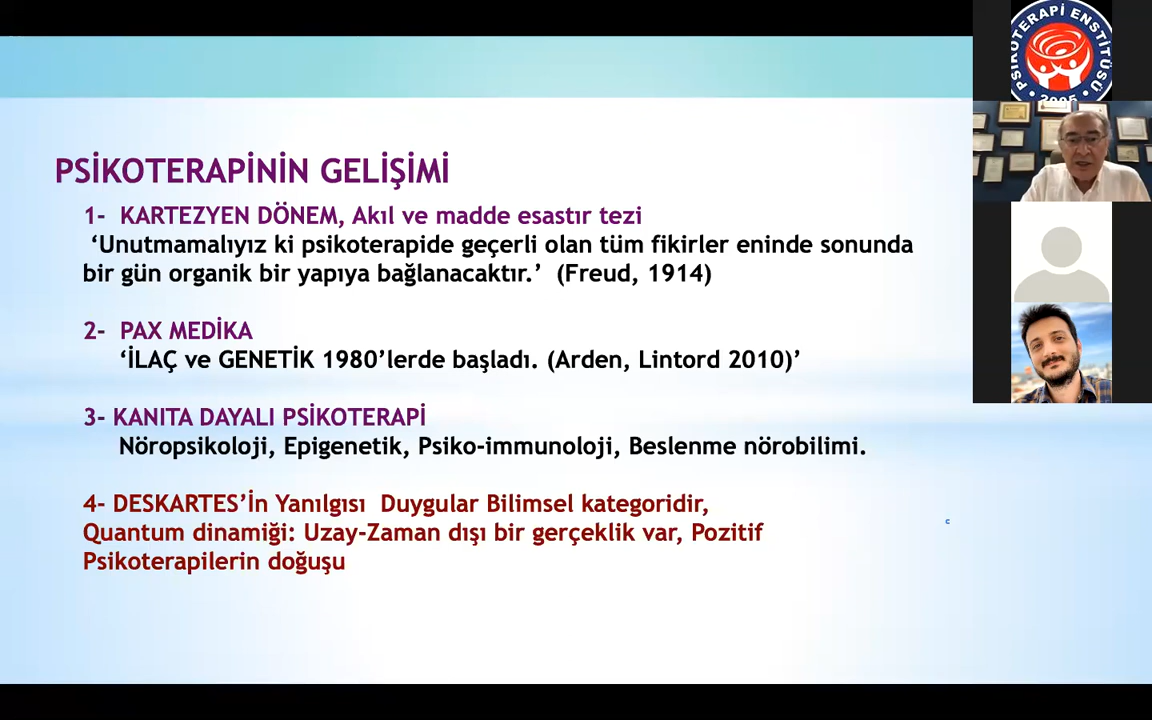 PSİKOTERAPİNİN GELİŞİMİ
1- KARTEZYEN DÖNEM, Akıl ve madde esastır tezi
‘Unutmamalıyız ki psikoterapide geçerli olan tüm fikirler eninde sonunda
bir gün organik bir yapıya bağlanacaktır.’ (Freud, 1914)
2- PAX MEDİKA
‘İLAÇ ve GENETİK 1980’lerde başladı. (Arden, Lintord 2010)’
3- KANITA DAYALI PSİKOTERAPİ
Nöropsikoloji, Epigenetik, Psiko-immunoloji, Beslenme nörobilimi.
4- DESKARTES’İn Yanılgısı Duygular Bilimsel kategoridir,
Quantum dinamiği: Uzay-Zaman dışı bir gerçeklik var, Pozitif
Psikoterapilerin doğuşu
c
PSİKOTERAPİ ENSTİTÜSÜ
2005